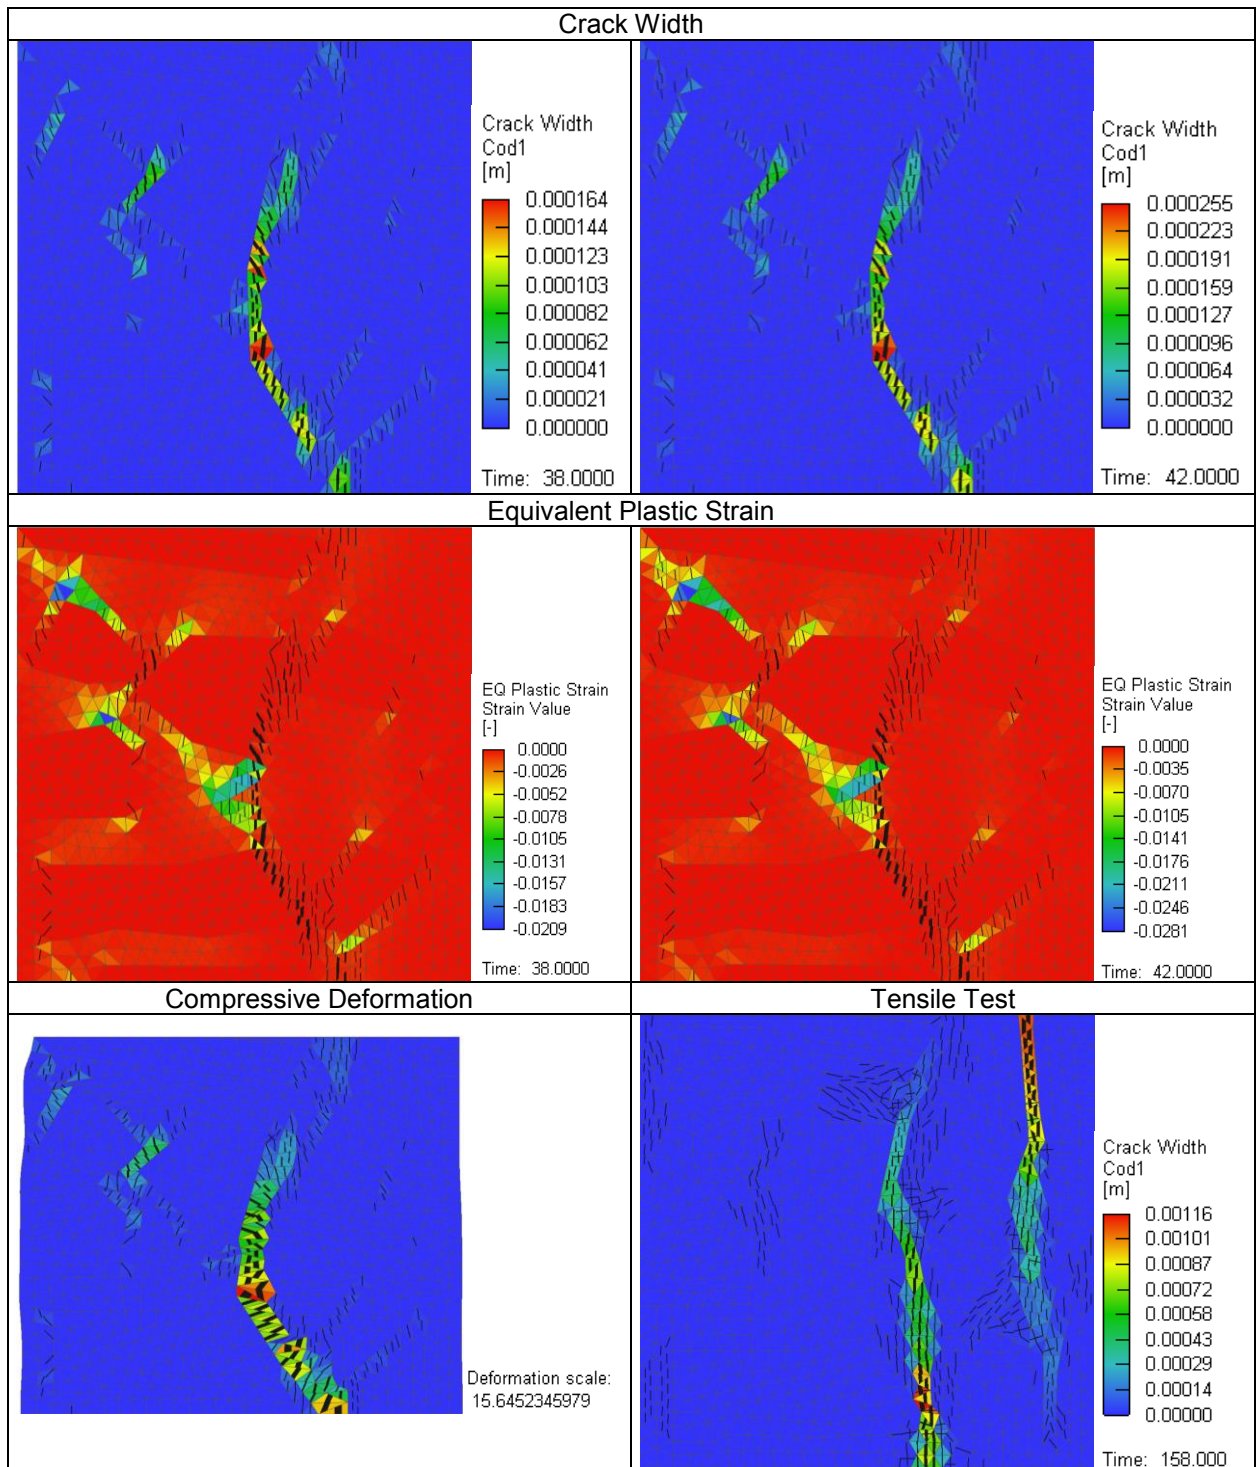 Crack Width
Crack Width
Cod1
[m]
0.000164
0.000144
0.000123
0.000103
0.000082
0.000062
0.000041
0.000021
0.000000
Time: 38.0000
Crack Width
Cod1
[m]
0.000255
0.000223
0.000191
0.000159
0.000127
0.000096
0.000064
0.000032
0.000000
Time: 42.0000
Equivalent Plastic Strain
EQ Plastic Strain
Strain Value
[-]
0.0000
-0.0026
-0.0052
-0.0078
-0.0105
-0.0131
-0.0157
-0.0183
-0.0209
Time: 38.0000
EQ Plastic Strain
Strain Value
[-]
0.0000
-0.0035
-0.0070
-0.0105
-0.0141
-0.0176
-0.0211
-0.0246
-0.0281
Time: 42.0000
Compressive Deformation
Deformation scale:
15.6452345979
Tensile Test
Crack Width
Cod1
[m]
0.00116
0.00101
0.00087
0.00072
0.00058
0.00043
0.00029
0.00014
0.00000
Time: 158.000